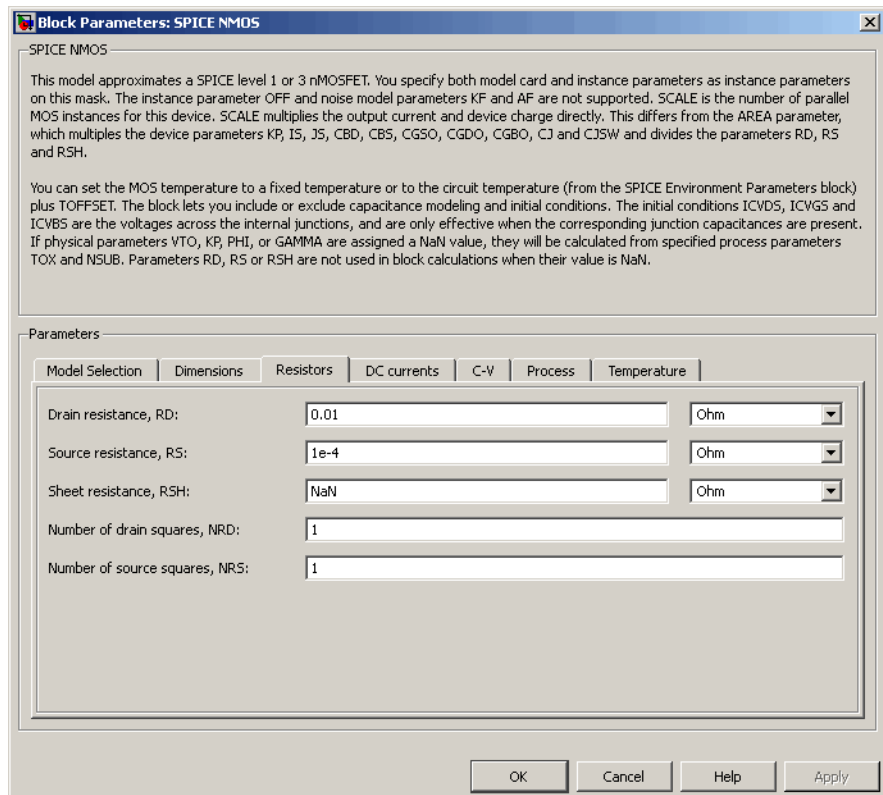 Block Parameters: SPICE NMOS
SPICE NMOS
This model approximates a SPICE level 1 or 3 nMOSFET. You specify both model card and instance parameters as instance parameters
on this mask. The instance parameter OFF and noise model parameters KF and AF are not supported. SCALE is the number of parallel
MOS instances for this device. SCALE multiplies the output current and device charge directly. This differs from the AREA parameter,
which multiples the device parameters KP, IS, JS, CBD, CBS, CGSO, CGDO, CGBO, CJ and CJSW and divides the parameters RD, RS
and RSH.
You can set the MOS temperature to a fixed temperature or to the circuit temperature (from the SPICE Environment Parameters block)
plus TOFFSET. The block lets you include or exclude capacitance modeling and initial conditions. The initial conditions ICVDS, ICVGS and
ICVBS are the voltages across the internal junctions, and are only effective when the corresponding junction capacitances are present.
If physical parameters VTO, KP, PHI, or GAMMA are assigned a NaN value, they will be calculated from specified process parameters
TOX and NSUB. Parameters RD, RS or RSH are not used in block calculations when their value is NaN.
Parameters
Model Selection Dimensions Resistors DC currents C-V Process Temperature
Drain resistance, RD: 0.01 Ohm
Source resistance, RS: 1e-4 Ohm
Sheet resistance, RSH: NaN Ohm
Number of drain squares, NRD: 1
Number of source squares, NRS: 1
OK Cancel Help Apply